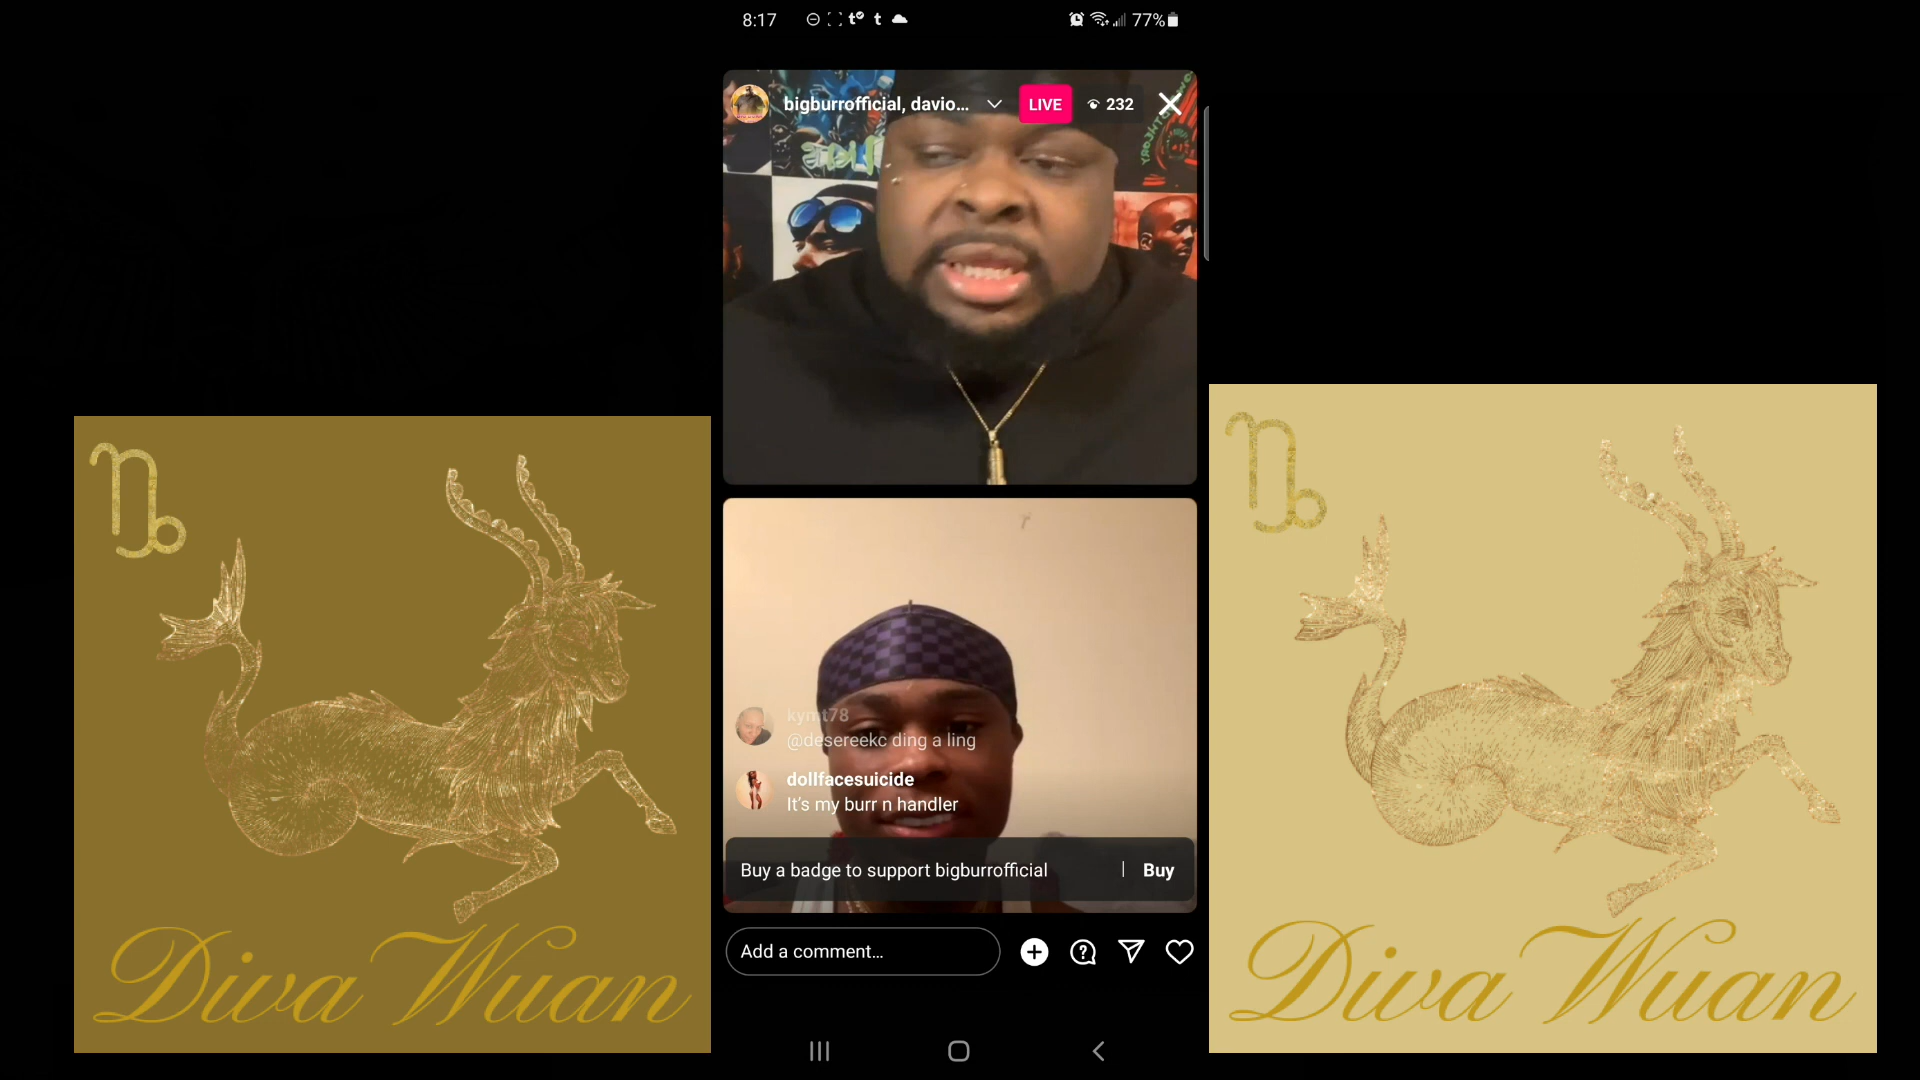 8:17
77%
bigburrofficial, davio...
LIVE
232
kymt78
@desereekc ding a ling
dollfacesuicide
It's my burr n handler
Buy a badge to support bigburrofficial | Buy
Add a comment...
Diva Wuan
Diva Wuan